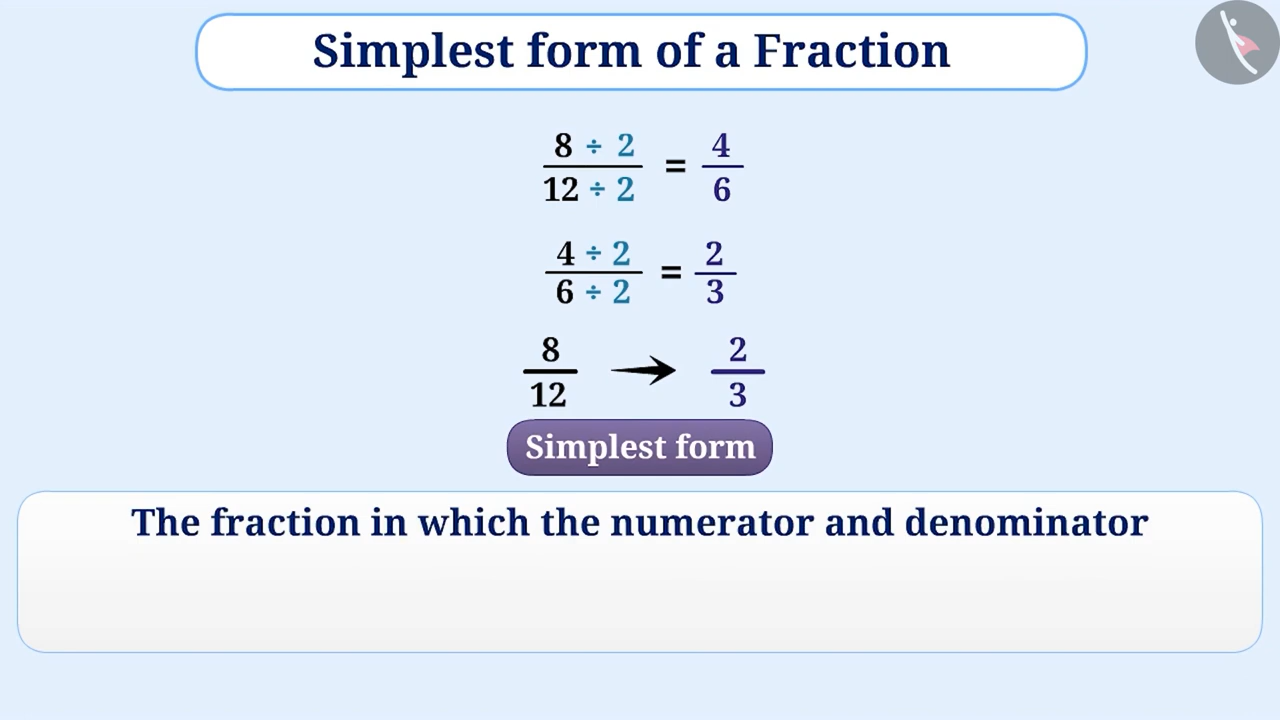 Simplest form of a Fraction
8 ÷ 2 / 12 ÷ 2 = 4 / 6
4 ÷ 2 / 6 ÷ 2 = 2 / 3
8 / 12 → 2 / 3
Simplest form
The fraction in which the numerator and denominator